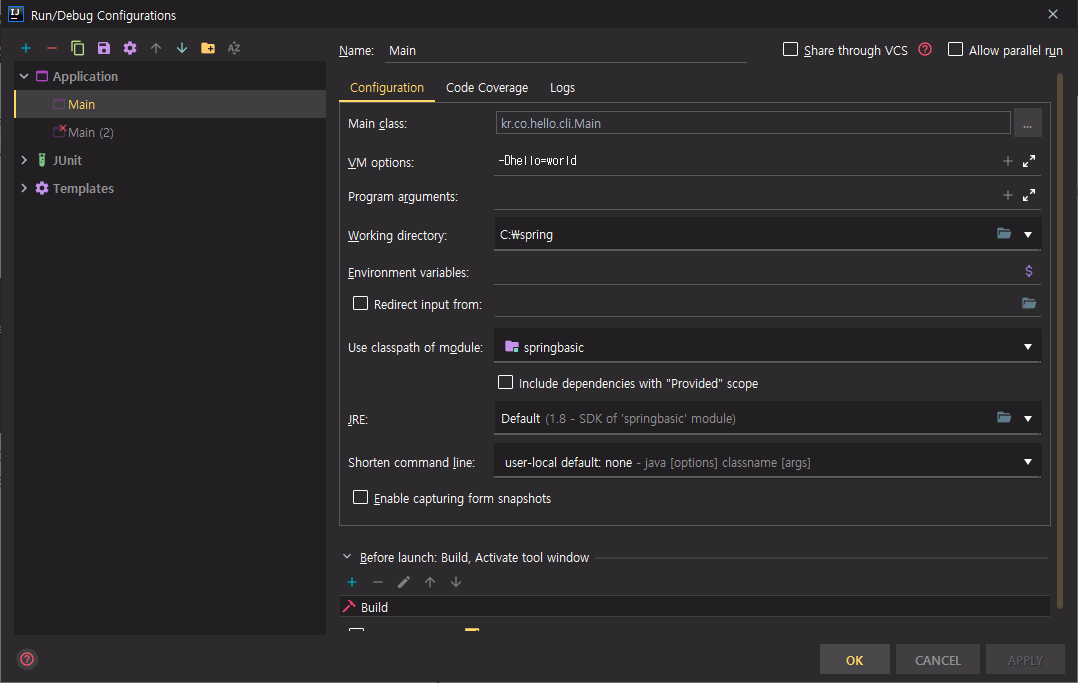 Run/Debug Configurations
Name: Main
Share through VCS
Allow parallel run
Application
Main
Main (2)
JUnit
Templates
Configuration Code Coverage Logs
Main class: kr.co.hello.cli.Main ...
VM options: -Dhello=world
Program arguments:
Working directory: C:₩spring
Environment variables: $
Redirect input from:
Use classpath of module: springbasic
Include dependencies with "Provided" scope
JRE: Default (1.8 - SDK of 'springbasic' module)
Shorten command line: user-local default: none - java [options] classname [args]
Enable capturing form snapshots
Before launch: Build, Activate tool window
Build
OK CANCEL APPLY